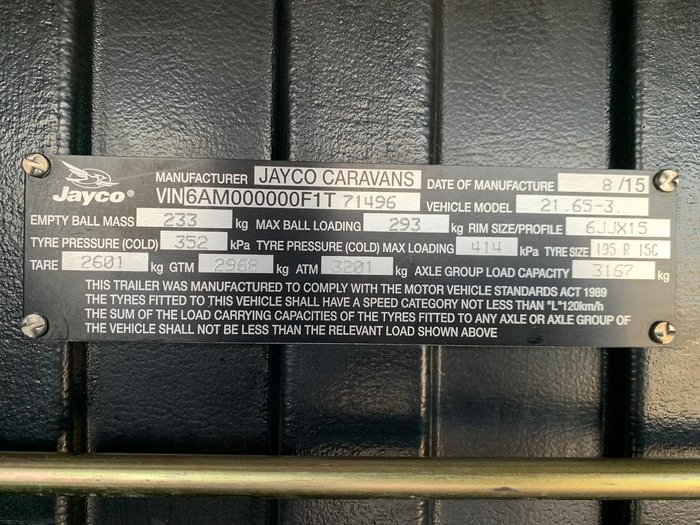 Jayco®
MANUFACTURER JAYCO CARAVANS DATE OF MANUFACTURE 8/15
VIN 6AM000000F1T 71496 VEHICLE MODEL 21.65-3.
EMPTY BALL MASS 233 kg MAX BALL LOADING 293 kg RIM SIZE/PROFILE 6JJX15
TYRE PRESSURE (COLD) 352 kPa TYRE PRESSURE (COLD) MAX LOADING 414 kPa TYRE SIZE 195 R 15C
TARE 2601 kg GTM 2968 kg ATM 3201 kg AXLE GROUP LOAD CAPACITY 3167 kg
THIS TRAILER WAS MANUFACTURED TO COMPLY WITH THE MOTOR VEHICLE STANDARDS ACT 1989
THE TYRES FITTED TO THIS VEHICLE SHALL HAVE A SPEED CATEGORY NOT LESS THAN "L"120km/h
THE SUM OF THE LOAD CARRYING CAPACITIES OF THE TYRES FITTED TO ANY AXLE OR AXLE GROUP OF
THE VEHICLE SHALL NOT BE LESS THAN THE RELEVANT LOAD SHOWN ABOVE